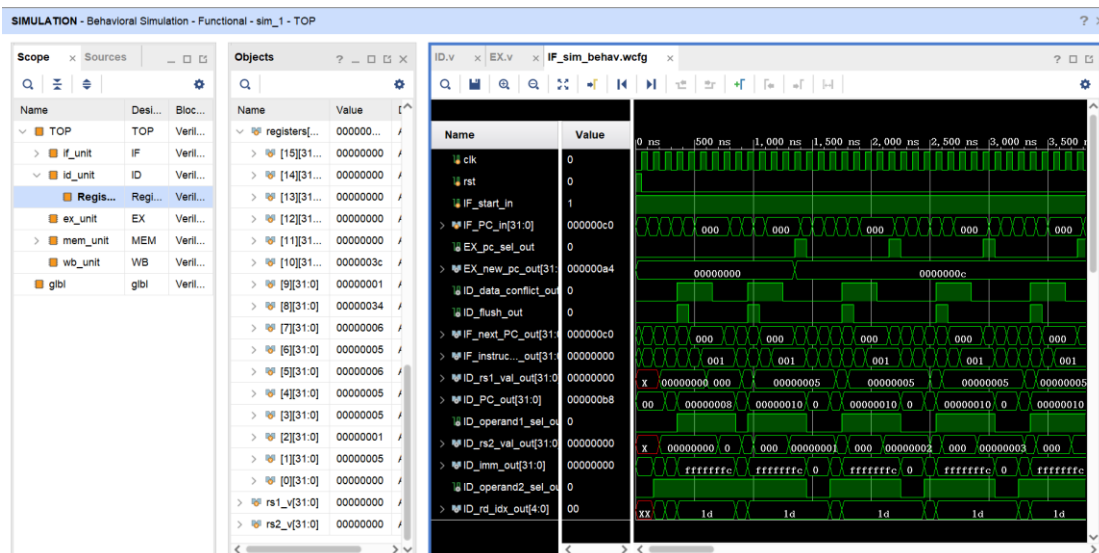 SIMULATION - Behavioral Simulation - Functional - sim_1 - TOP ?
Scope × Sources
Name Desi... Bloc...
TOP TOP Veril...
if_unit IF Veril...
id_unit ID Veril...
Regis... Regi... Veril...
ex_unit EX Veril...
mem_unit MEM Veril...
wb_unit WB Veril...
glbl glbl Veril...
Objects ?
Name Value
registers[... 000000...
[15][31... 00000000
[14][31... 00000000
[13][31... 00000000
[12][31... 00000000
[11][31... 00000000
[10][31... 0000003c
[9][31:0] 00000001
[8][31:0] 00000034
[7][31:0] 00000006
[6][31:0] 00000005
[5][31:0] 00000006
[4][31:0] 00000005
[3][31:0] 00000005
[2][31:0] 00000001
[1][31:0] 00000005
[0][31:0] 00000000
rs1_v[31:0] 00000000
rs2_v[31:0] 00000000
ID.v × EX.v × IF_sim_behav.wcfg × ?
Name Value 0 ns 500 ns 1,000 ns 1,500 ns 2,000 ns 2,500 ns 3,000 ns 3,500
clk 0
rst 0
IF_start_in 1
IF_PC_in[31:0] 000000c0 000 000 000 000 000
EX_pc_sel_out 0
EX_new_pc_out[31: 000000a4 00000000 0000000c
ID_data_conflict_out 0
ID_flush_out 0
IF_next_PC_out[31:( 000000c0 000 000 000 000 000
IF_instruc..._out[31:( 00000000 001 001 001 001 001
ID_rs1_val_out[31:0 00000000 X 00000000 000 00000005 00000005 00000005 00000005
ID_PC_out[31:0] 000000b8 00 00000008 00000010 0 00000010 0 00000010 0 00000010
ID_operand1_sel_ou 0
ID_rs2_val_out[31:0 00000000 X 00000000 0 000 00000001 000 00000002 000 00000003 000
ID_imm_out[31:0] 00000000 fffffffc fffffffc 0 fffffffc 0 fffffffc 0 fffffffc
ID_operand2_sel_ou 0
ID_rd_idx_out[4:0] 00 XX 1d 1d 1d 1d 1d